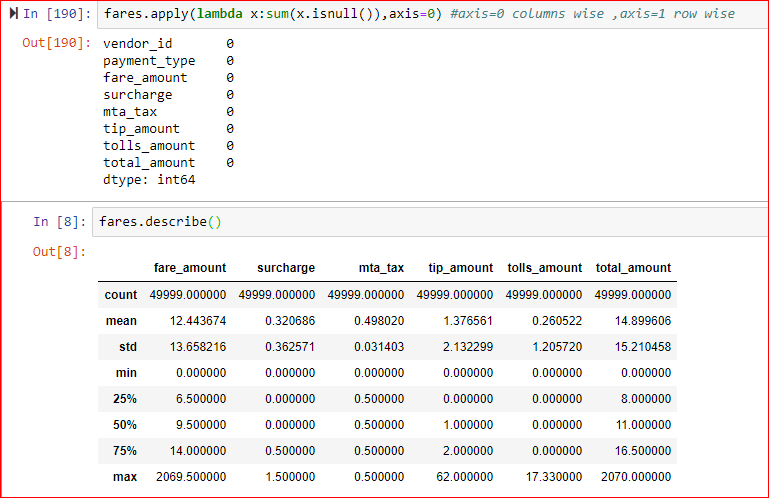 In [190]: fares.apply(lambda x:sum(x.isnull()),axis=0) #axis=0 columns wise ,axis=1 row wise
Out[190]: vendor_id 0
payment_type 0
fare_amount 0
surcharge 0
mta_tax 0
tip_amount 0
tolls_amount 0
total_amount 0
dtype: int64
In [8]: fares.describe()
Out[8]:
fare_amount surcharge mta_tax tip_amount tolls_amount total_amount
count 49999.000000 49999.000000 49999.000000 49999.000000 49999.000000 49999.000000
mean 12.443674 0.320686 0.498020 1.376561 0.260522 14.899606
std 13.658216 0.362571 0.031403 2.132299 1.205720 15.210458
min 0.000000 0.000000 0.000000 0.000000 0.000000 0.000000
25% 6.500000 0.000000 0.500000 0.000000 0.000000 8.000000
50% 9.500000 0.000000 0.500000 1.000000 0.000000 11.000000
75% 14.000000 0.500000 0.500000 2.000000 0.000000 16.500000
max 2069.500000 1.500000 0.500000 62.000000 17.330000 2070.000000